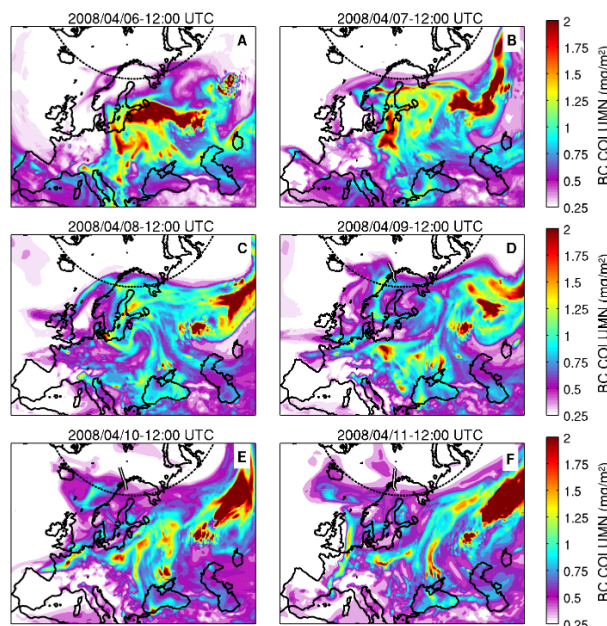 2008/04/06-12:00 UTC
A
2008/04/07-12:00 UTC
B
2
1.75
1.5
1.25
1
0.75
0.5
0.25
BC COLUMN (mg/m²)
2008/04/08-12:00 UTC
C
2008/04/09-12:00 UTC
D
2
1.75
1.5
1.25
1
0.75
0.5
0.25
BC COLUMN (mg/m²)
2008/04/10-12:00 UTC
E
2008/04/11-12:00 UTC
F
2
1.75
1.5
1.25
1
0.75
0.5
0.25
BC COLUMN (mg/m²)